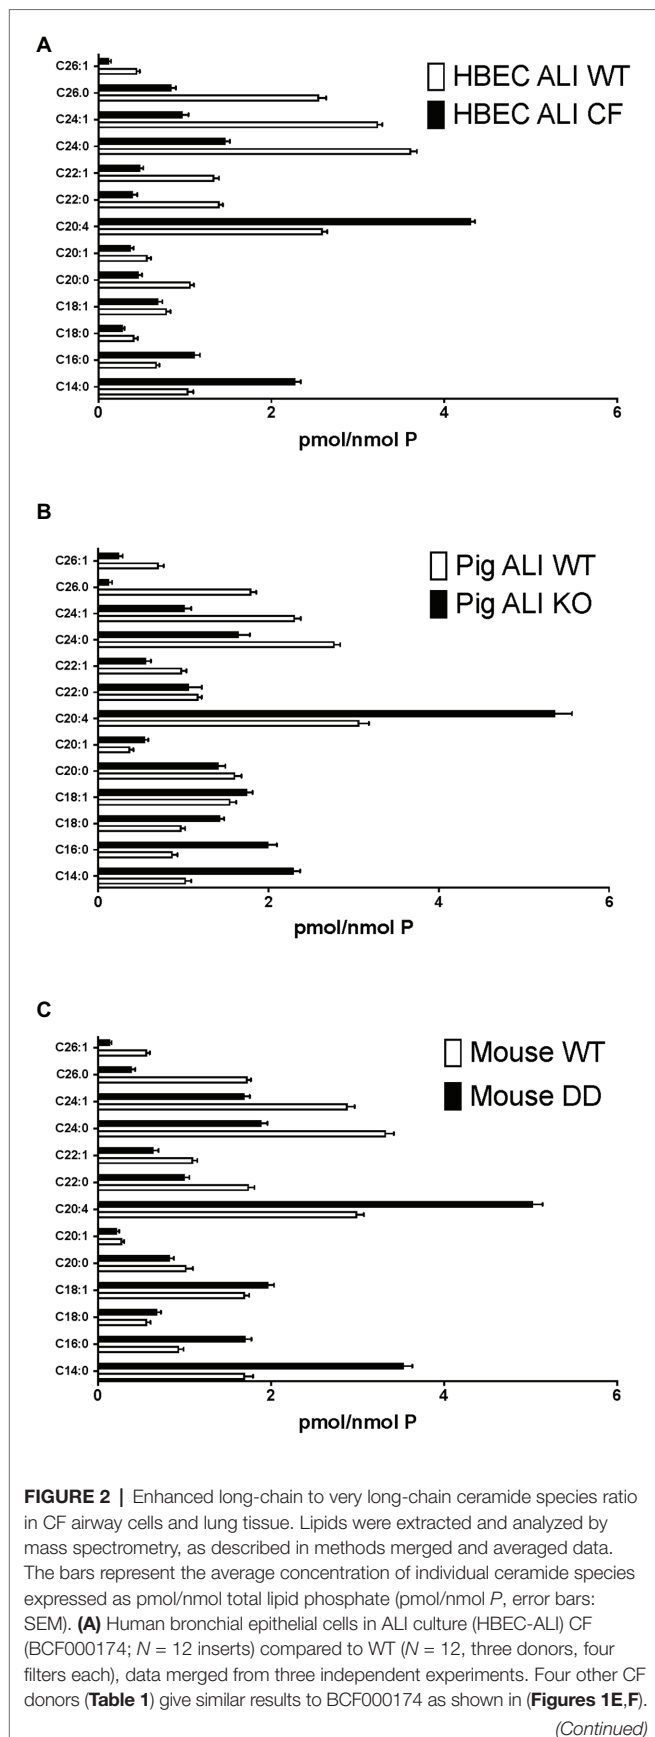 A
HBEC ALI WT
HBEC ALI CF
C26:1
C26.0
C24:1
C24:0
C22:1
C22:0
C20:4
C20:1
C20:0
C18:1
C18:0
C16:0
C14:0
0 2 4 6
pmol/nmol P
B
Pig ALI WT
Pig ALI KO
C26:1
C26.0
C24:1
C24:0
C22:1
C22:0
C20:4
C20:1
C20:0
C18:1
C18:0
C16:0
C14:0
0 2 4 6
pmol/nmol P
C
Mouse WT
Mouse DD
C26:1
C26.0
C24:1
C24:0
C22:1
C22:0
C20:4
C20:1
C20:0
C18:1
C18:0
C16:0
C14:0
0 2 4 6
pmol/nmol P
FIGURE 2 | Enhanced long-chain to very long-chain ceramide species ratio
in CF airway cells and lung tissue. Lipids were extracted and analyzed by
mass spectrometry, as described in methods merged and averaged data.
The bars represent the average concentration of individual ceramide species
expressed as pmol/nmol total lipid phosphate (pmol/nmol P, error bars:
SEM). (A) Human bronchial epithelial cells in ALI culture (HBEC-ALI) CF
(BCF000174; N = 12 inserts) compared to WT (N = 12, three donors, four
filters each), data merged from three independent experiments. Four other CF
donors (Table 1) give similar results to BCF000174 as shown in (Figures 1E,F).
(Continued)